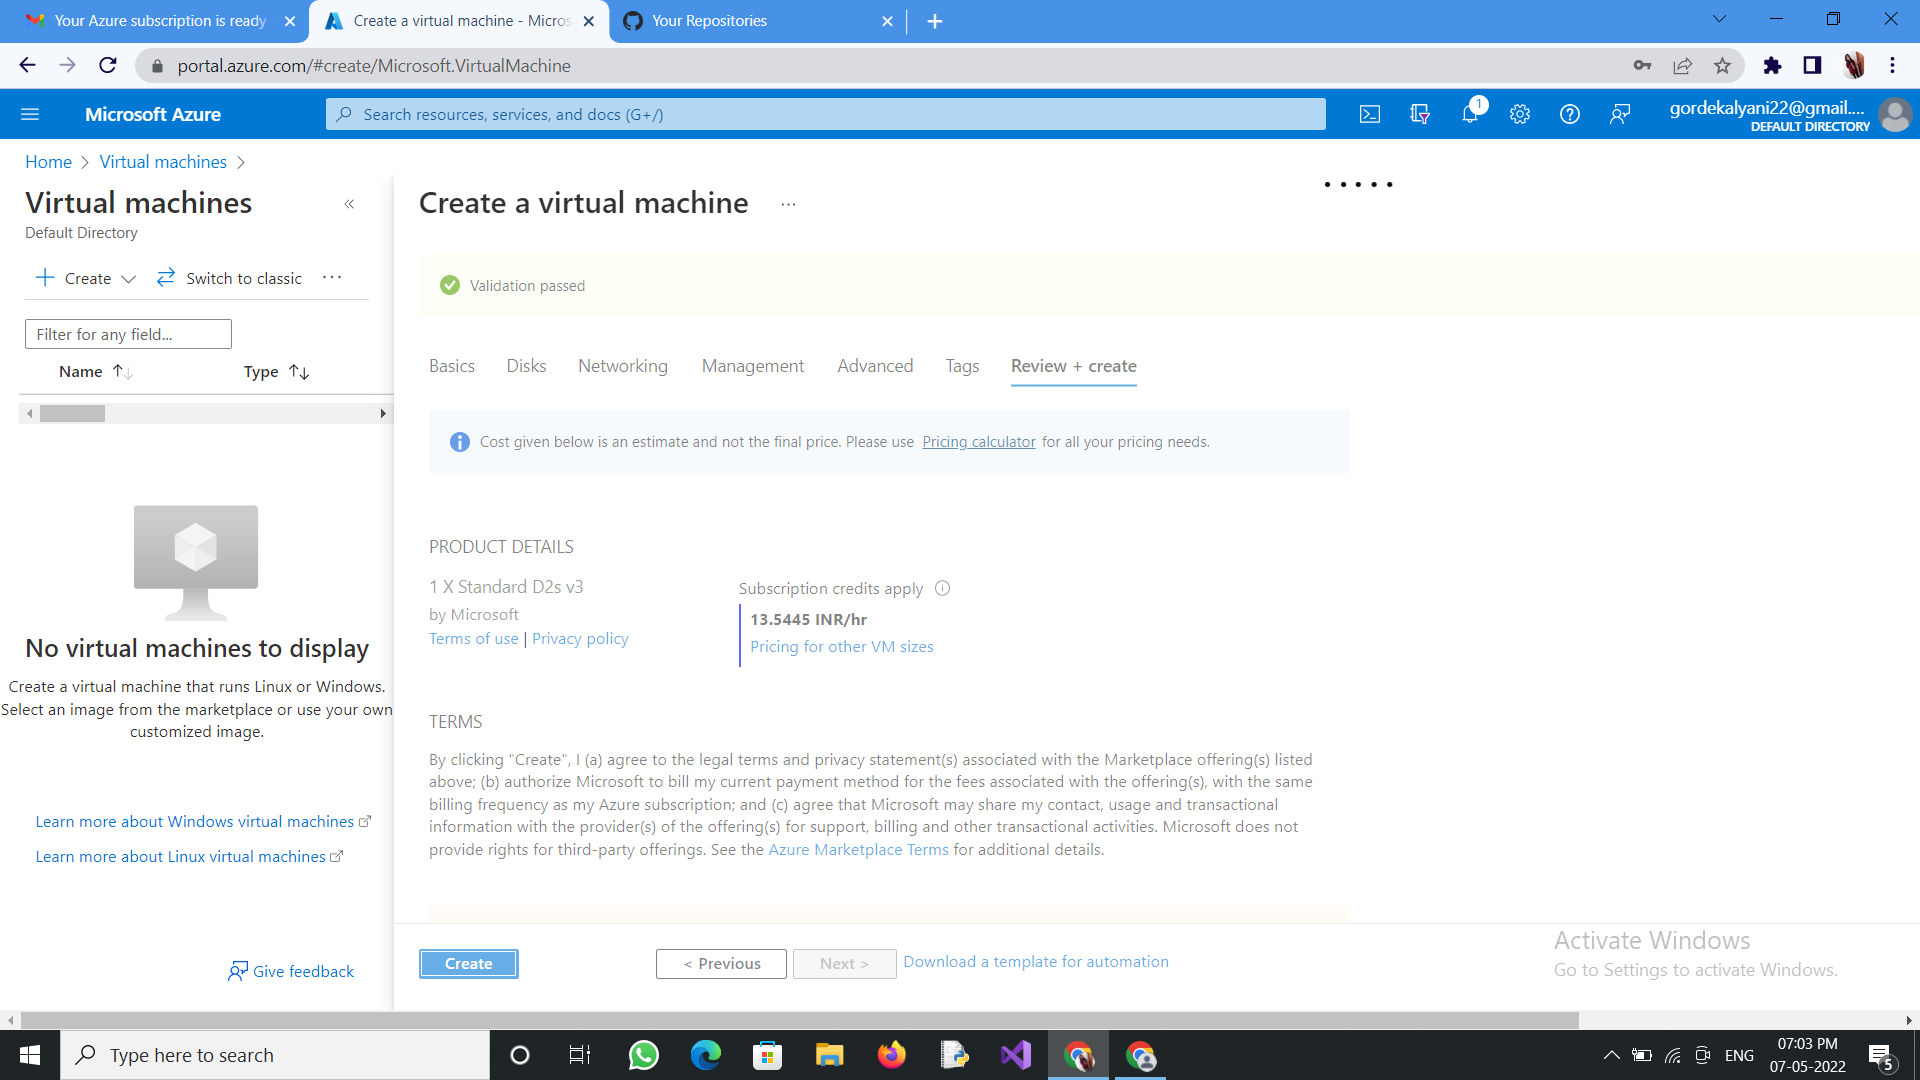 Your Azure subscription is ready
Create a virtual machine - Micros
Your Repositories
portal.azure.com/#create/Microsoft.VirtualMachine
Microsoft Azure
Search resources, services, and docs (G+/)
1
gordekalyani22@gmail....
DEFAULT DIRECTORY
Home > Virtual machines >
Virtual machines
Default Directory
Create
Switch to classic
...
Filter for any field...
Name
Type
No virtual machines to display
Create a virtual machine that runs Linux or Windows.
Select an image from the marketplace or use your own
customized image.
Learn more about Windows virtual machines
Learn more about Linux virtual machines
Give feedback
Create a virtual machine
...
Validation passed
Basics Disks Networking Management Advanced Tags Review + create
Cost given below is an estimate and not the final price. Please use Pricing calculator for all your pricing needs.
PRODUCT DETAILS
1 X Standard D2s v3
by Microsoft
Terms of use | Privacy policy
Subscription credits apply
13.5445 INR/hr
Pricing for other VM sizes
TERMS
By clicking "Create", I (a) agree to the legal terms and privacy statement(s) associated with the Marketplace offering(s) listed
above; (b) authorize Microsoft to bill my current payment method for the fees associated with the offering(s), with the same
billing frequency as my Azure subscription; and (c) agree that Microsoft may share my contact, usage and transactional
information with the provider(s) of the offering(s) for support, billing and other transactional activities. Microsoft does not
provide rights for third-party offerings. See the Azure Marketplace Terms for additional details.
Create
< Previous
Next >
Download a template for automation
Activate Windows
Go to Settings to activate Windows.
Type here to search
ENG
07:03 PM
07-05-2022
5